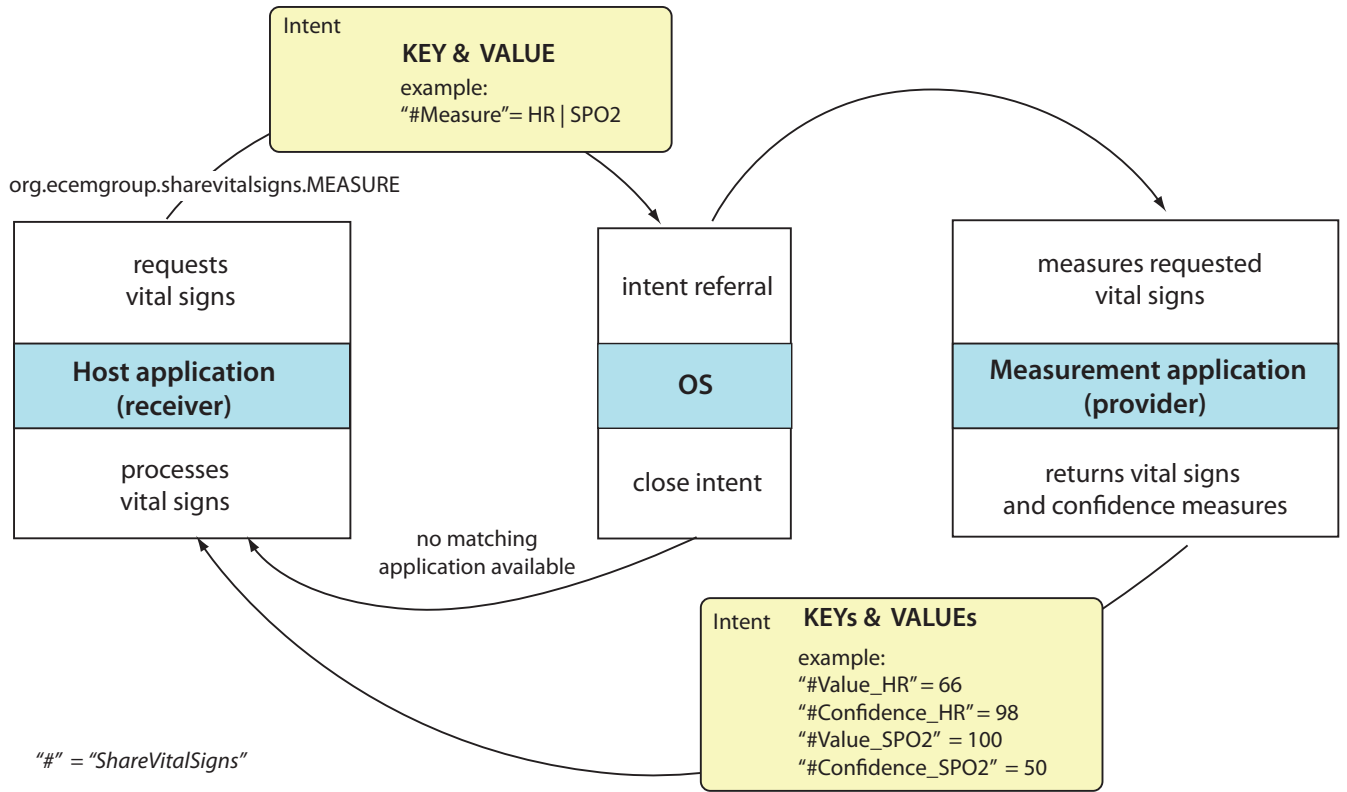 Intent
KEY & VALUE
example:
“#Measure”= HR | SPO2
org.ecemgroup.sharevitalsigns.MEASURE
requests
vital signs
Host application
(receiver)
processes
vital signs
intent referral
OS
close intent
measures requested
vital signs
Measurement application
(provider)
returns vital signs
and confidence measures
no matching
application available
Intent
KEYs & VALUEs
example:
“#Value_HR” = 66
“#Confidence_HR” = 98
“#Value_SPO2” = 100
“#Confidence_SPO2” = 50
“#” = “ShareVitalSigns”